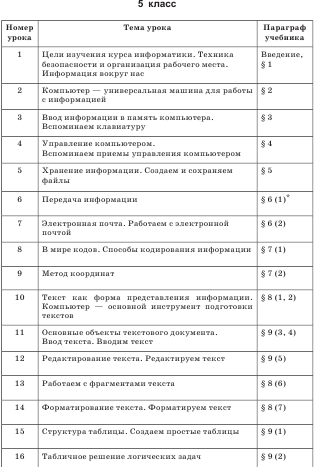 5 класс
Номер урока
Тема урока
Параграф учебника
1
Цели изучения курса информатики. Техника
безопасности и организация рабочего места.
Информация вокруг нас
Введение,
§ 1
2
Компьютер — универсальная машина для работы
с информацией
§ 2
3
Ввод информации в память компьютера.
Вспоминаем клавиатуру
§ 3
4
Управление компьютером.
Вспоминаем приемы управления компьютером
§ 4
5
Хранение информации. Создаем и сохраняем
файлы
§ 5
6
Передача информации
§ 6 (1)*
7
Электронная почта. Работаем с электронной
почтой
§ 6 (2)
8
В мире кодов. Способы кодирования информации
§ 7 (1)
9
Метод координат
§ 7 (2)
10
Текст как форма представления информации.
Компьютер — основной инструмент подготовки
текстов
§ 8 (1, 2)
11
Основные объекты текстового документа.
Ввод текста. Вводим текст
§ 9 (3, 4)
12
Редактирование текста. Редактируем текст
§ 9 (5)
13
Работаем с фрагментами текста
§ 8 (6)
14
Форматирование текста. Форматируем текст
§ 8 (7)
15
Структура таблицы. Создаем простые таблицы
§ 9 (1)
16
Табличное решение логических задач
§ 9 (2)